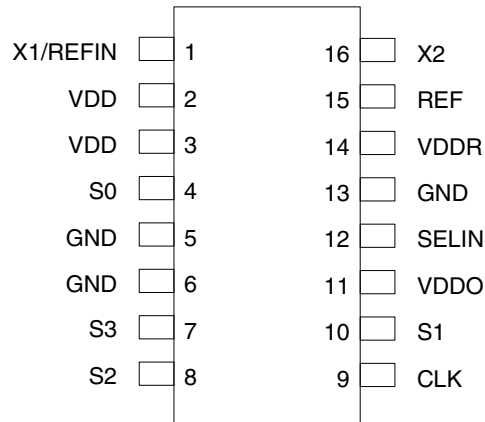 X1/REFIN 1 16 X2
VDD 2 15 REF
VDD 3 14 VDDR
S0 4 13 GND
GND 5 12 SELIN
GND 6 11 VDDO
S3 7 10 S1
S2 8 9 CLK